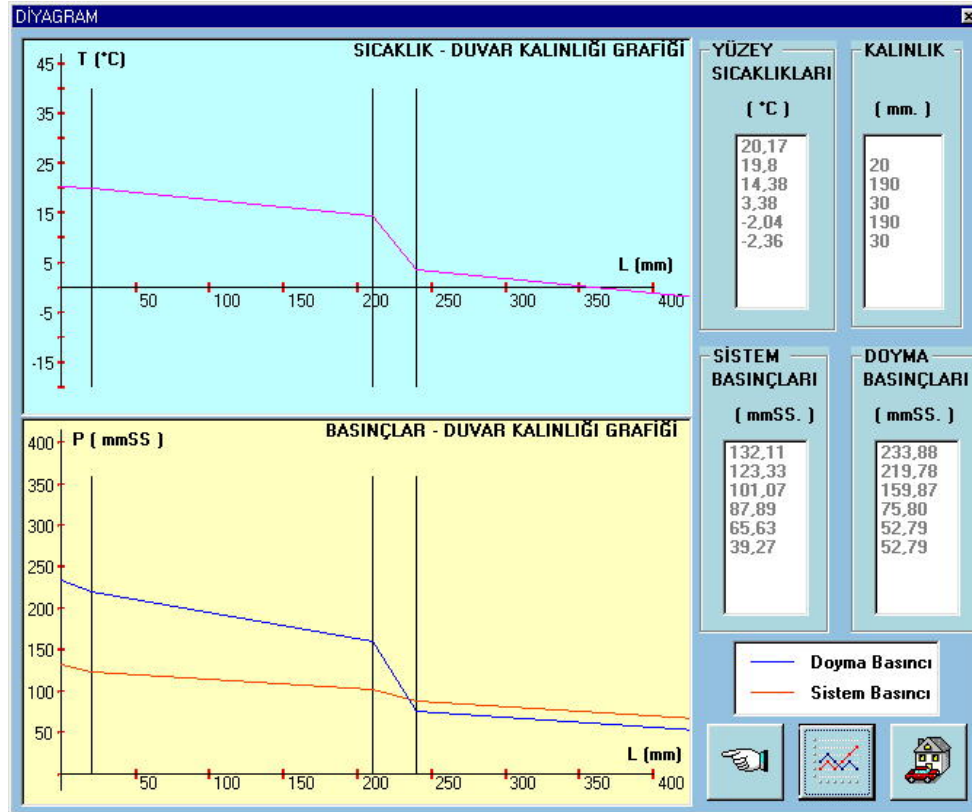 DİYAGRAM
SICAKLIK - DUVAR KALINLIĞI GRAFİĞİ
T (°C)
45
35
25
15
5
-5
-15
L (mm)
50 100 150 200 250 300 350 400
BASINÇLAR - DUVAR KALINLIĞI GRAFİĞİ
P ( mmSS )
400
350
300
250
200
150
100
50
L (mm)
50 100 150 200 250 300 350 400
YÜZEY
SICAKLIKLARI
( °C )
20,17
19,8
14,38
3,38
-2,04
-2,36
KALINLIK
( mm. )
20
190
30
190
30
SİSTEM
BASINÇLARI
( mmSS. )
132,11
123,33
101,07
87,89
65,63
39,27
DOYMA
BASINÇLARI
( mmSS. )
233,88
219,78
159,87
75,80
52,79
52,79
Doyma Basıncı
Sistem Basıncı